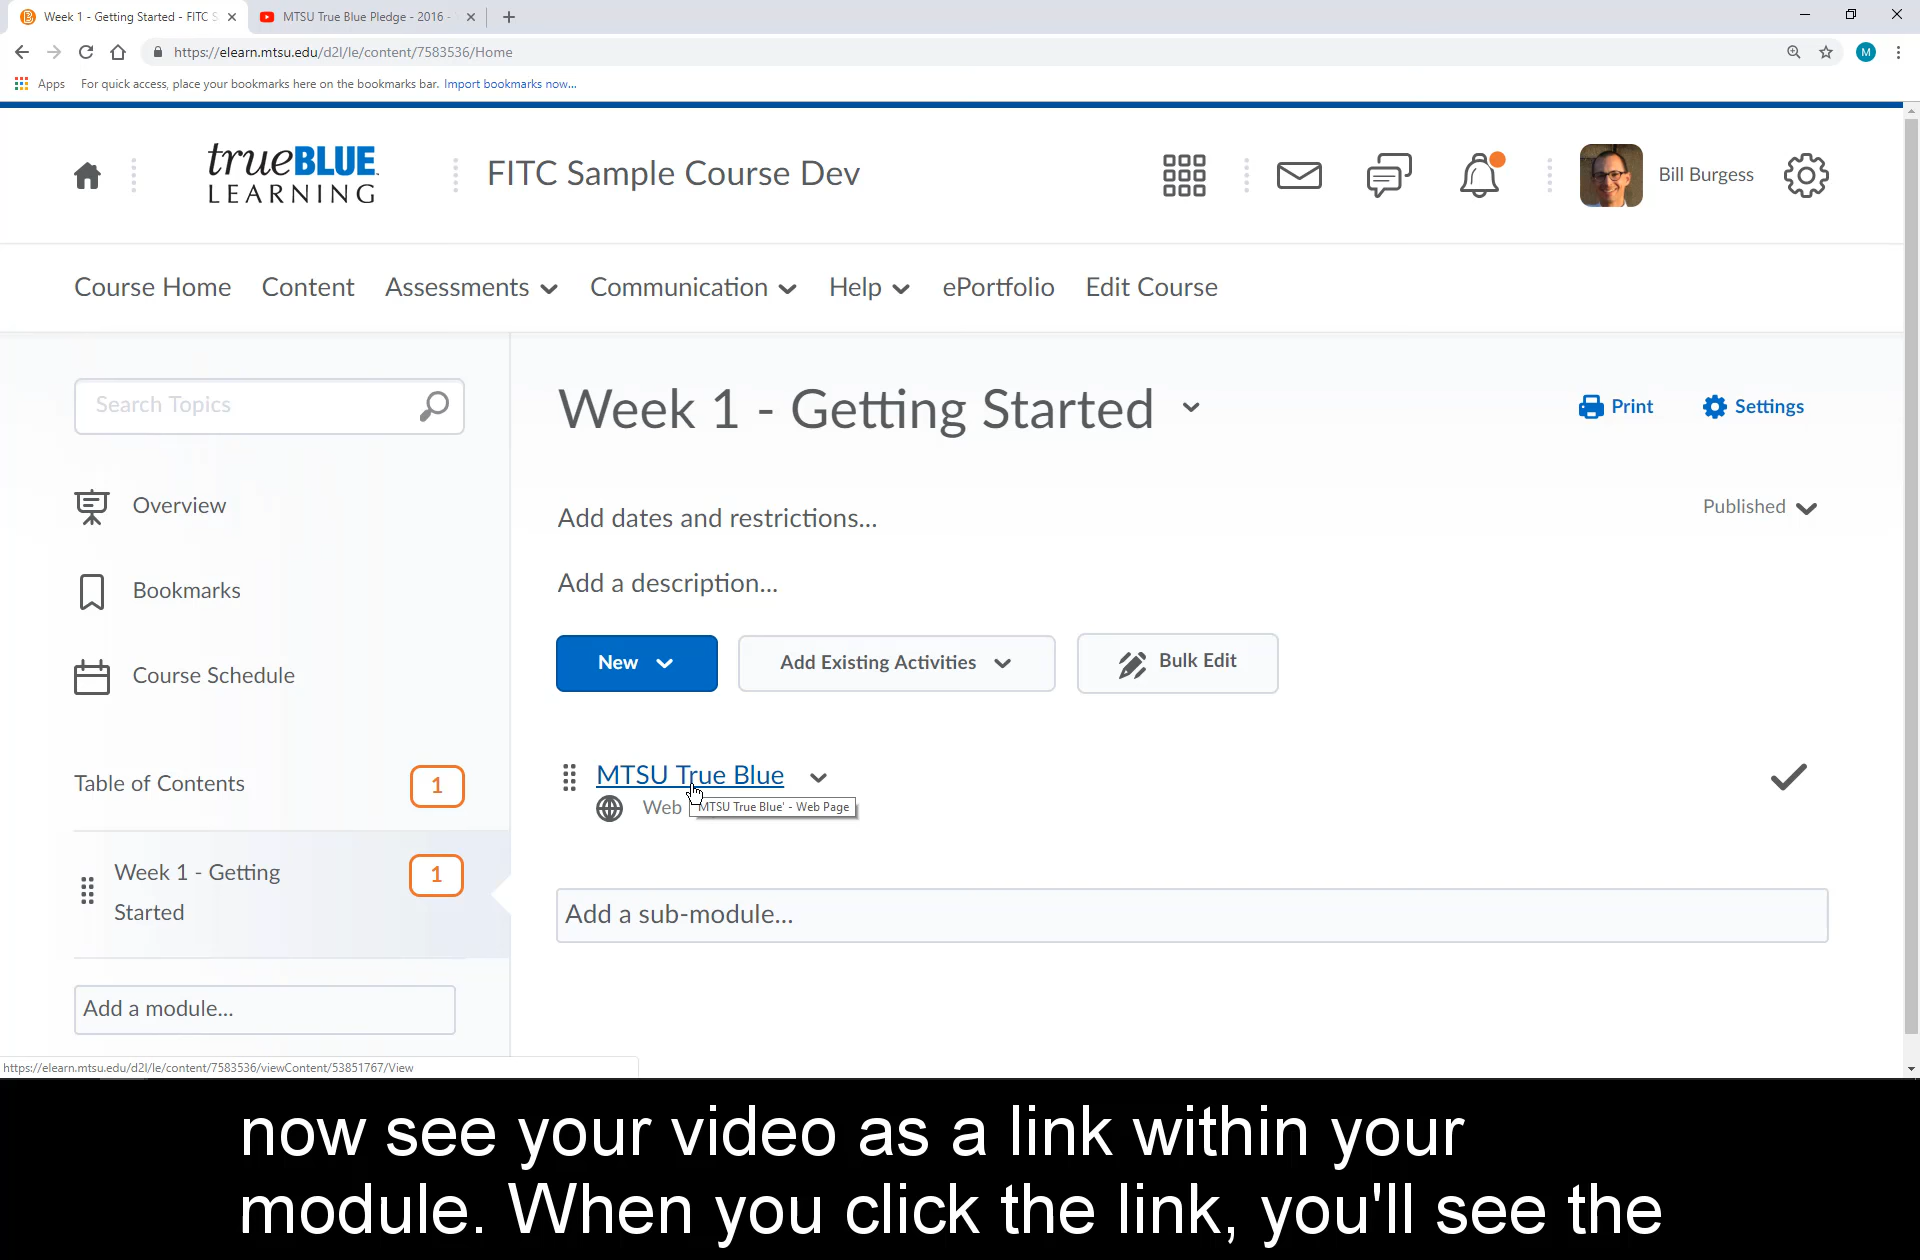 Week 1 - Getting Started - FITC S
MTSU True Blue Pledge - 2016 -
https://elearn.mtsu.edu/d2l/le/content/7583536/Home
M
Apps For quick access, place your bookmarks here on the bookmarks bar. Import bookmarks now...
trueBLUE
LEARNING
FITC Sample Course Dev
Bill Burgess
Course Home Content Assessments Communication Help ePortfolio Edit Course
Search Topics
Overview
Bookmarks
Course Schedule
Table of Contents 1
Week 1 - Getting
Started
1
Add a module...
Week 1 - Getting Started
Print Settings
Add dates and restrictions...
Published
Add a description...
New Add Existing Activities Bulk Edit
MTSU True Blue
Web
MTSU True Blue' - Web Page
Add a sub-module...
https://elearn.mtsu.edu/d2l/le/content/7583536/viewContent/53851767/View
now see your video as a link within your
module. When you click the link, you'll see the